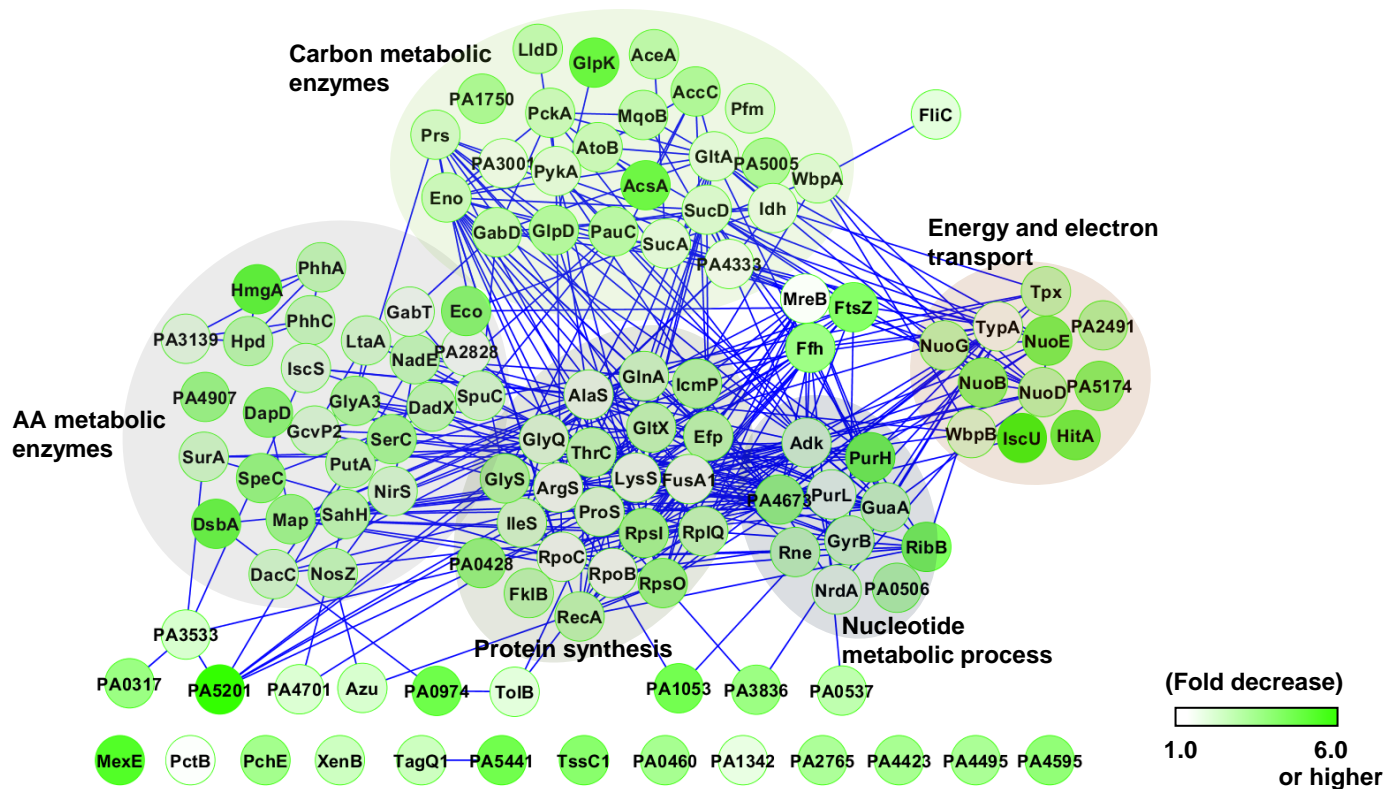 Carbon metabolic
enzymes
LldD
GlpK
AceA
PA1750
PckA
MqoB
AccC
Pfm
FliC
Prs
PA3001
AtoB
PykA
GltA
PA5005
WbpA
Eno
AcsA
SucD
Idh
GabD
GlpD
PauC
SucA
PA4333
Energy and electron
transport
PhhA
HmgA
PhhC
PA3139
Hpd
GabT
Eco
LtaA
NadE
PA2828
IscS
MreB
FtsZ
Ffh
Tpx
TypA
PA2491
NuoG
NuoE
NuoB
NuoD
PA5174
WbpB
IscU
HitA
AA metabolic
enzymes
PA4907
DapD
GlyA3
DadX
SpuC
GcvP2
SerC
SurA
PutA
SpeC
NirS
DsbA
Map
SahH
DacC
NosZ
GlnA
IcmP
AlaS
GlyQ
GltX
Efp
ThrC
GlyS
ArgS
LysS
FusA1
ProS
IleS
RpsI
RplQ
PA0428
RpoC
RpoB
RpsO
FklB
RecA
Protein synthesis
Adk
PurH
PA4673
PurL
GuaA
Rne
GyrB
RibB
NrdA
PA0506
Nucleotide
metabolic process
PA3533
PA0317
PA5201
PA4701
Azu
PA0974
TolB
PA1053
PA3836
PA0537
MexE
PctB
PchE
XenB
TagQ1
PA5441
TssC1
PA0460
PA1342
PA2765
PA4423
PA4495
PA4595
(Fold decrease)
1.0
6.0
or higher